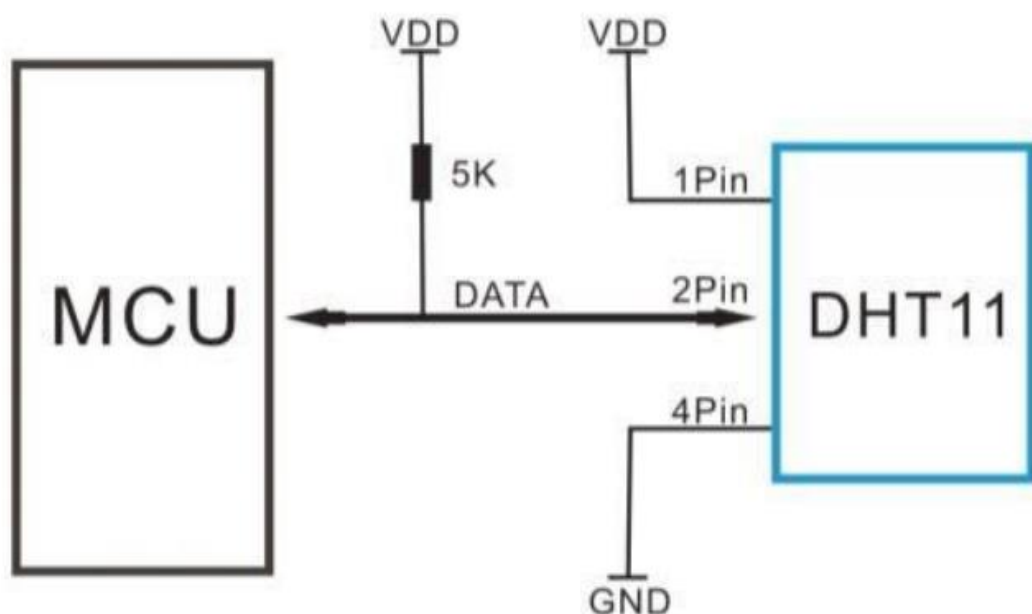 VDD
VDD
5K
1Pin
MCU
DATA
2Pin
DHT11
4Pin
GND